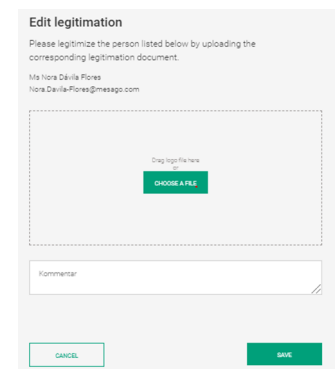 Edit legitimation
Please legitimize the person listed below by uploading the
corresponding legitimation document.
Ms Nora Dávila Flores
Nora.Davila-Flores@mesago.com
Drag logo file here
or
CHOOSE A FILE
Kommentar
CANCEL
SAVE